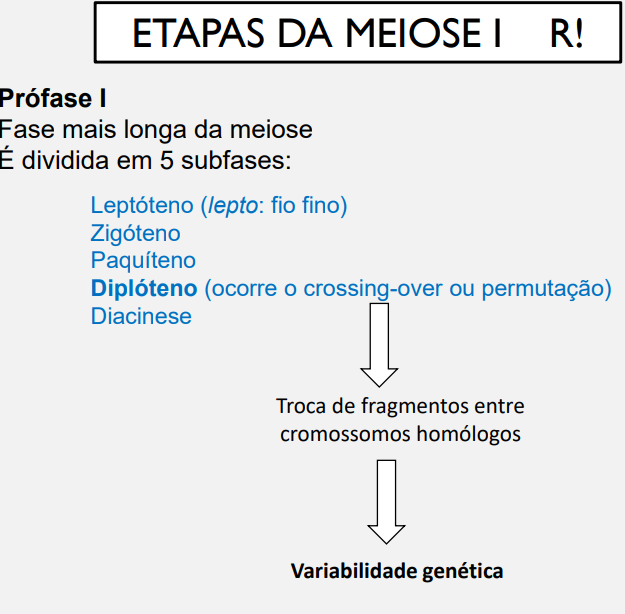 ETAPAS DA MEIOSE I R!
Prófase I
Fase mais longa da meiose
É dividida em 5 subfases:
Leptóteno (lepto: fio fino)
Zigóteno
Paquíteno
Diplóteno (ocorre o crossing-over ou permutação)
Diacinese
Troca de fragmentos entre
cromossomos homólogos
Variabilidade genética